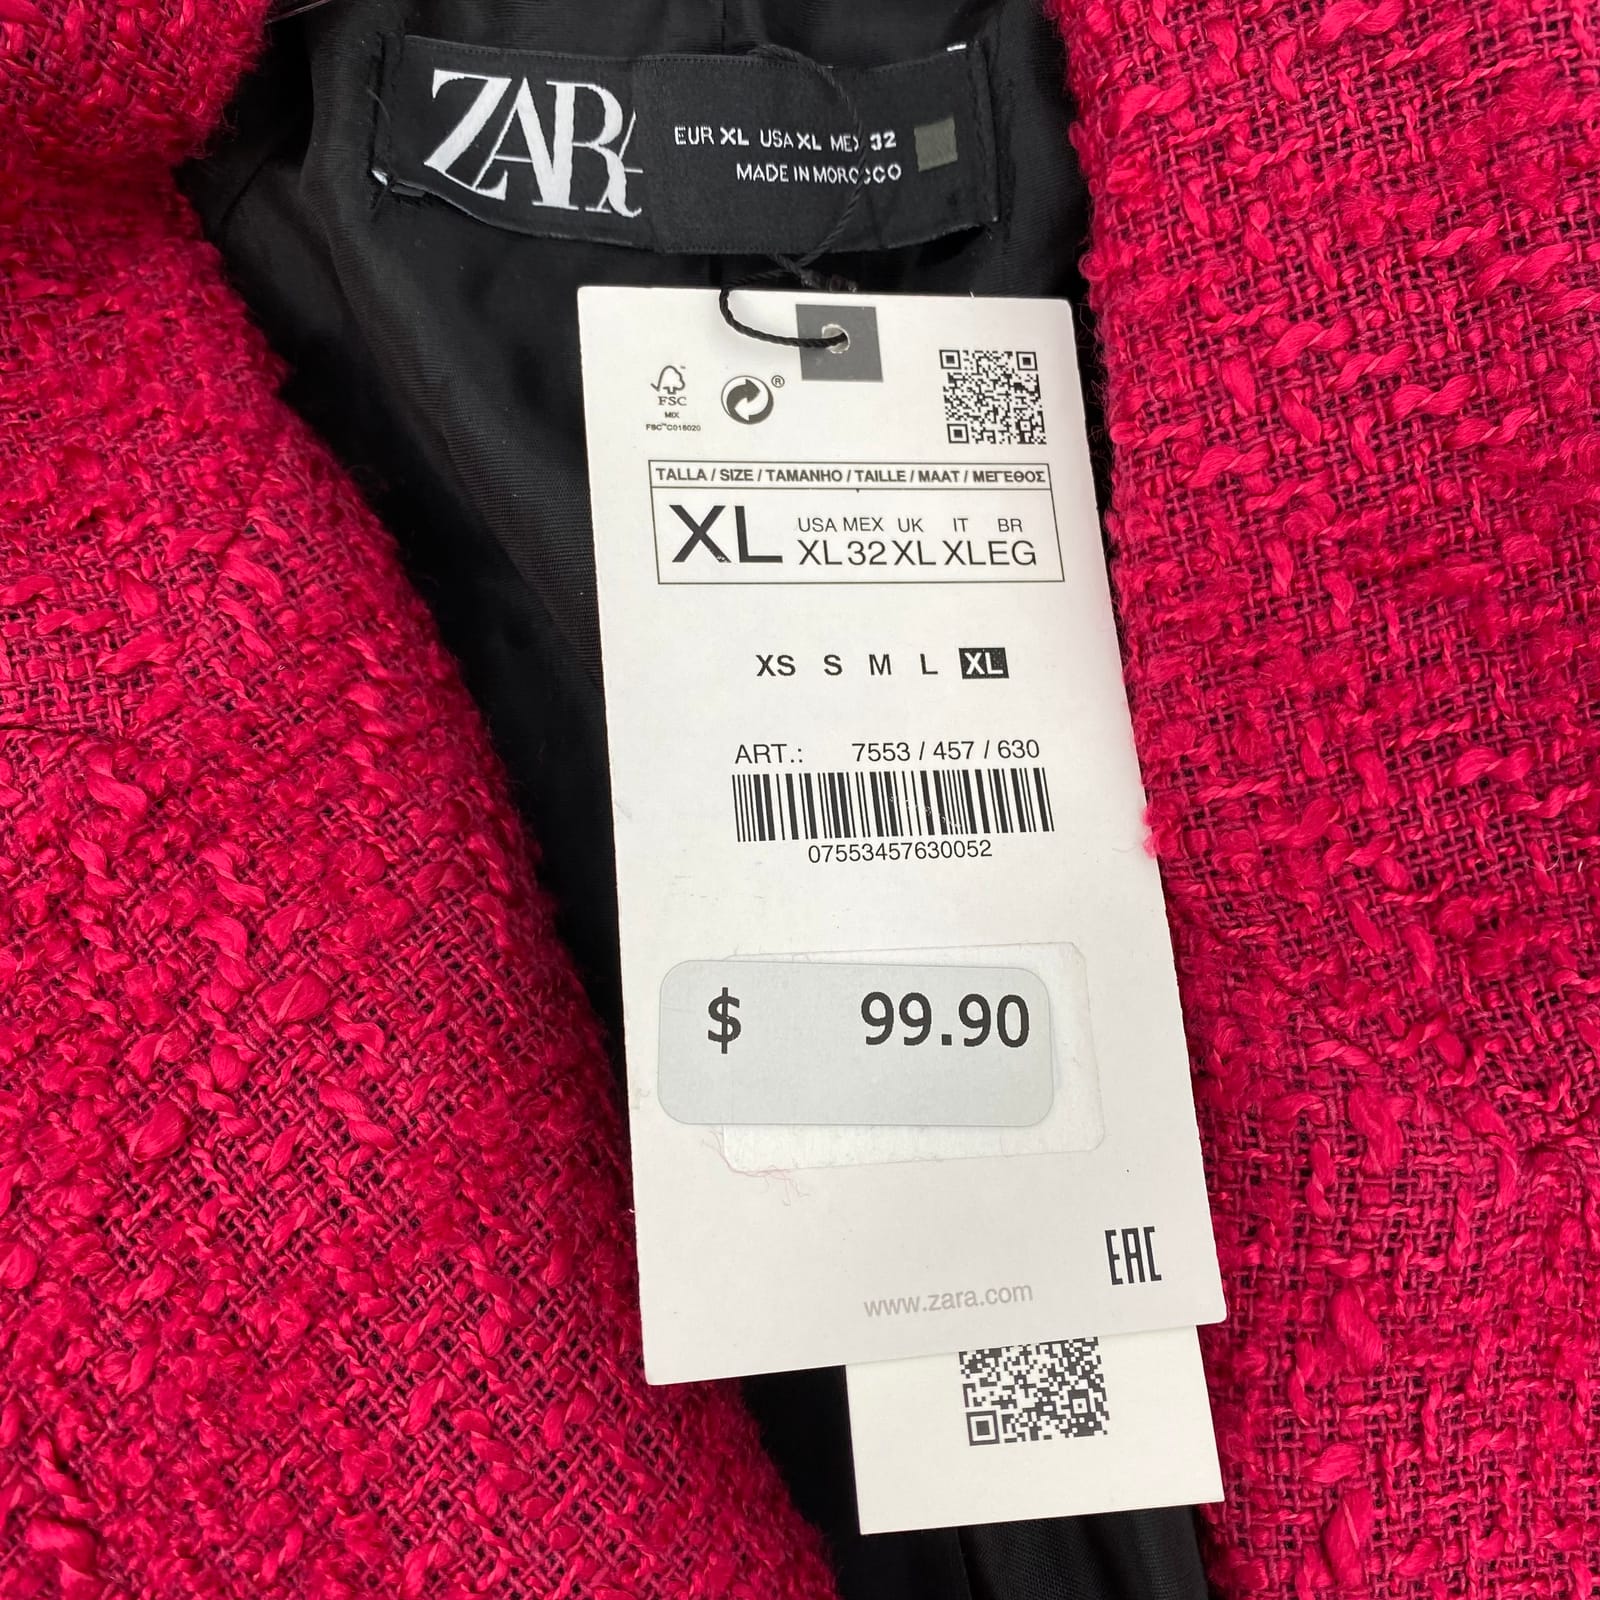 ZARA
EUR XL USA XL MEX 32
MADE IN MOROCCO
FSC
MIX
FSC™ C016020
®
TALLA / SIZE / TAMANHO / TAILLE / MAAT / ΜΕΓΕΘΟΣ
XL
USA MEX UK IT BR
XL 32 XL XL EG
XS S M L XL
ART.: 7553 / 457 / 630
07553457630052
$ 99.90
EAC
www.zara.com